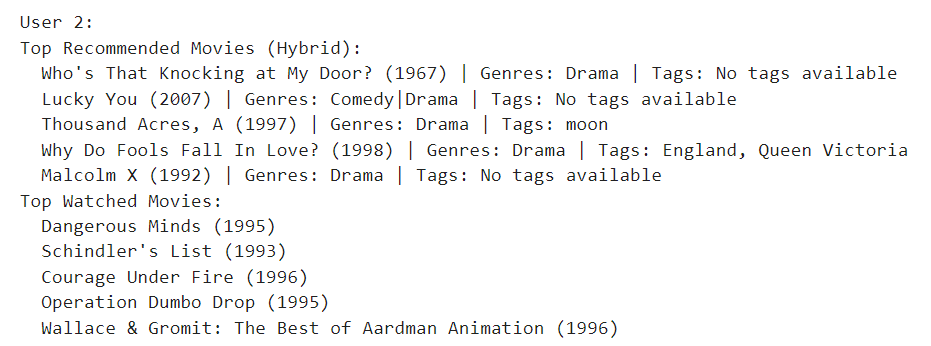 User 2:
Top Recommended Movies (Hybrid):
Who's That Knocking at My Door? (1967) | Genres: Drama | Tags: No tags available
Lucky You (2007) | Genres: Comedy|Drama | Tags: No tags available
Thousand Acres, A (1997) | Genres: Drama | Tags: moon
Why Do Fools Fall In Love? (1998) | Genres: Drama | Tags: England, Queen Victoria
Malcolm X (1992) | Genres: Drama | Tags: No tags available
Top Watched Movies:
Dangerous Minds (1995)
Schindler's List (1993)
Courage Under Fire (1996)
Operation Dumbo Drop (1995)
Wallace & Gromit: The Best of Aardman Animation (1996)